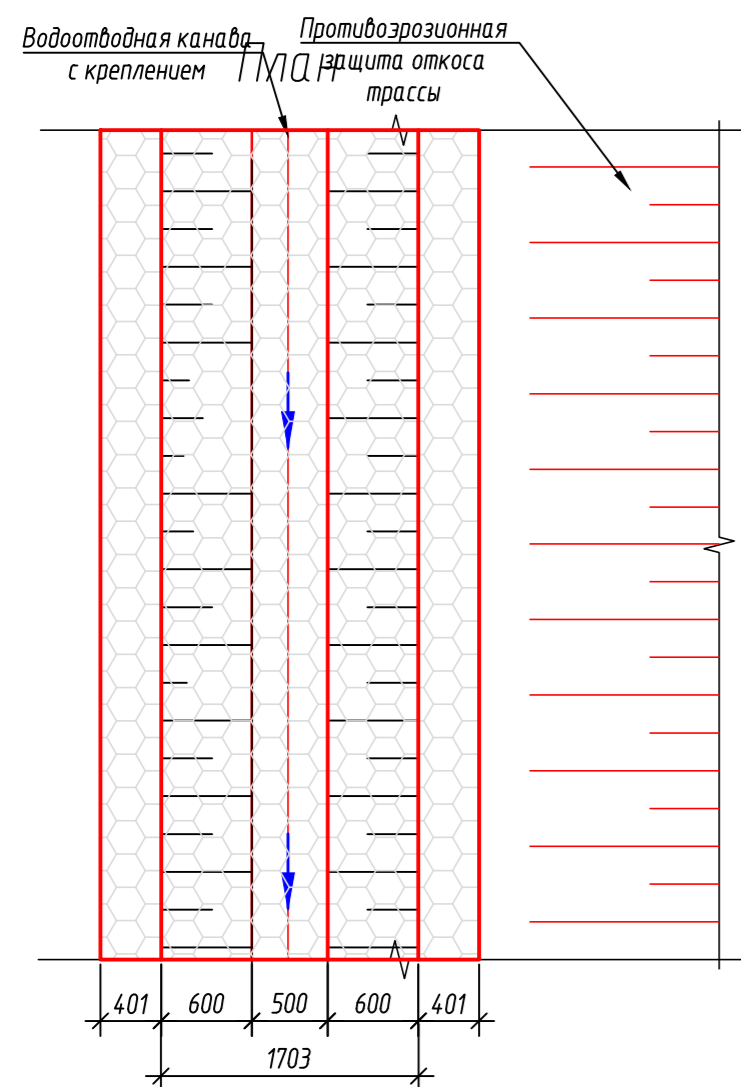 План
Водоотводная канава
с креплением
Противоэрозионная
защита откоса
трассы
401 600 500 600 401
1703